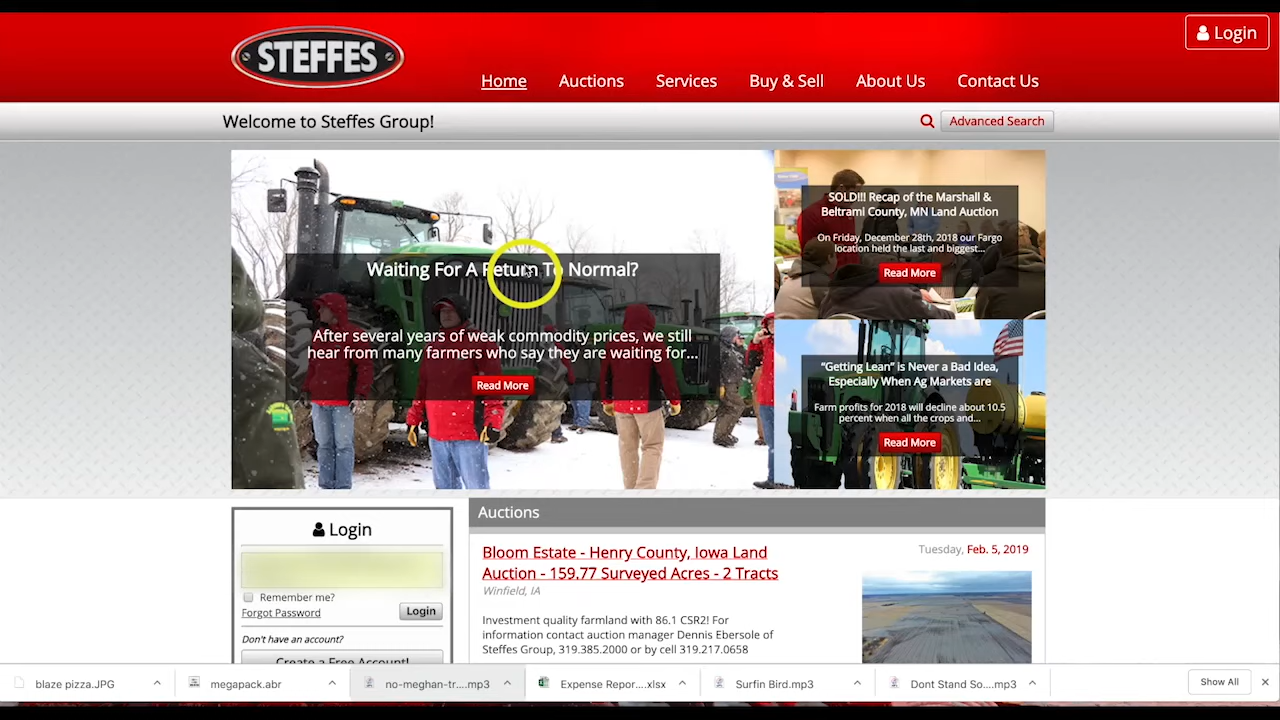 STEFFES
Login
Home
Auctions
Services
Buy & Sell
About Us
Contact Us
Welcome to Steffes Group!
Advanced Search
Waiting For A Return To Normal?
After several years of weak commodity prices, we still
hear from many farmers who say they are waiting for...
Read More
SOLD!!! Recap of the Marshall &
Beltrami County, MN Land Auction
On Friday, December 28th, 2018 our Fargo
location held the last and biggest...
Read More
“Getting Lean” is Never a Bad Idea,
Especially When Ag Markets are
Farm profits for 2018 will decline about 10.5
percent when all the crops and...
Read More
Login
Remember me?
Forgot Password
Login
Don't have an account?
Create a Free Account!
Auctions
Bloom Estate - Henry County, Iowa Land
Auction - 159.77 Surveyed Acres - 2 Tracts
Winfield, IA
Tuesday, Feb. 5, 2019
Investment quality farmland with 86.1 CSR2! For
information contact auction manager Dennis Ebersole of
Steffes Group, 319.385.2000 or by cell 319.217.0658
blaze pizza.JPG
megapack.abr
no-meghan-tr....mp3
Expense Repor....xlsx
Surfin Bird.mp3
Dont Stand So....mp3
Show All